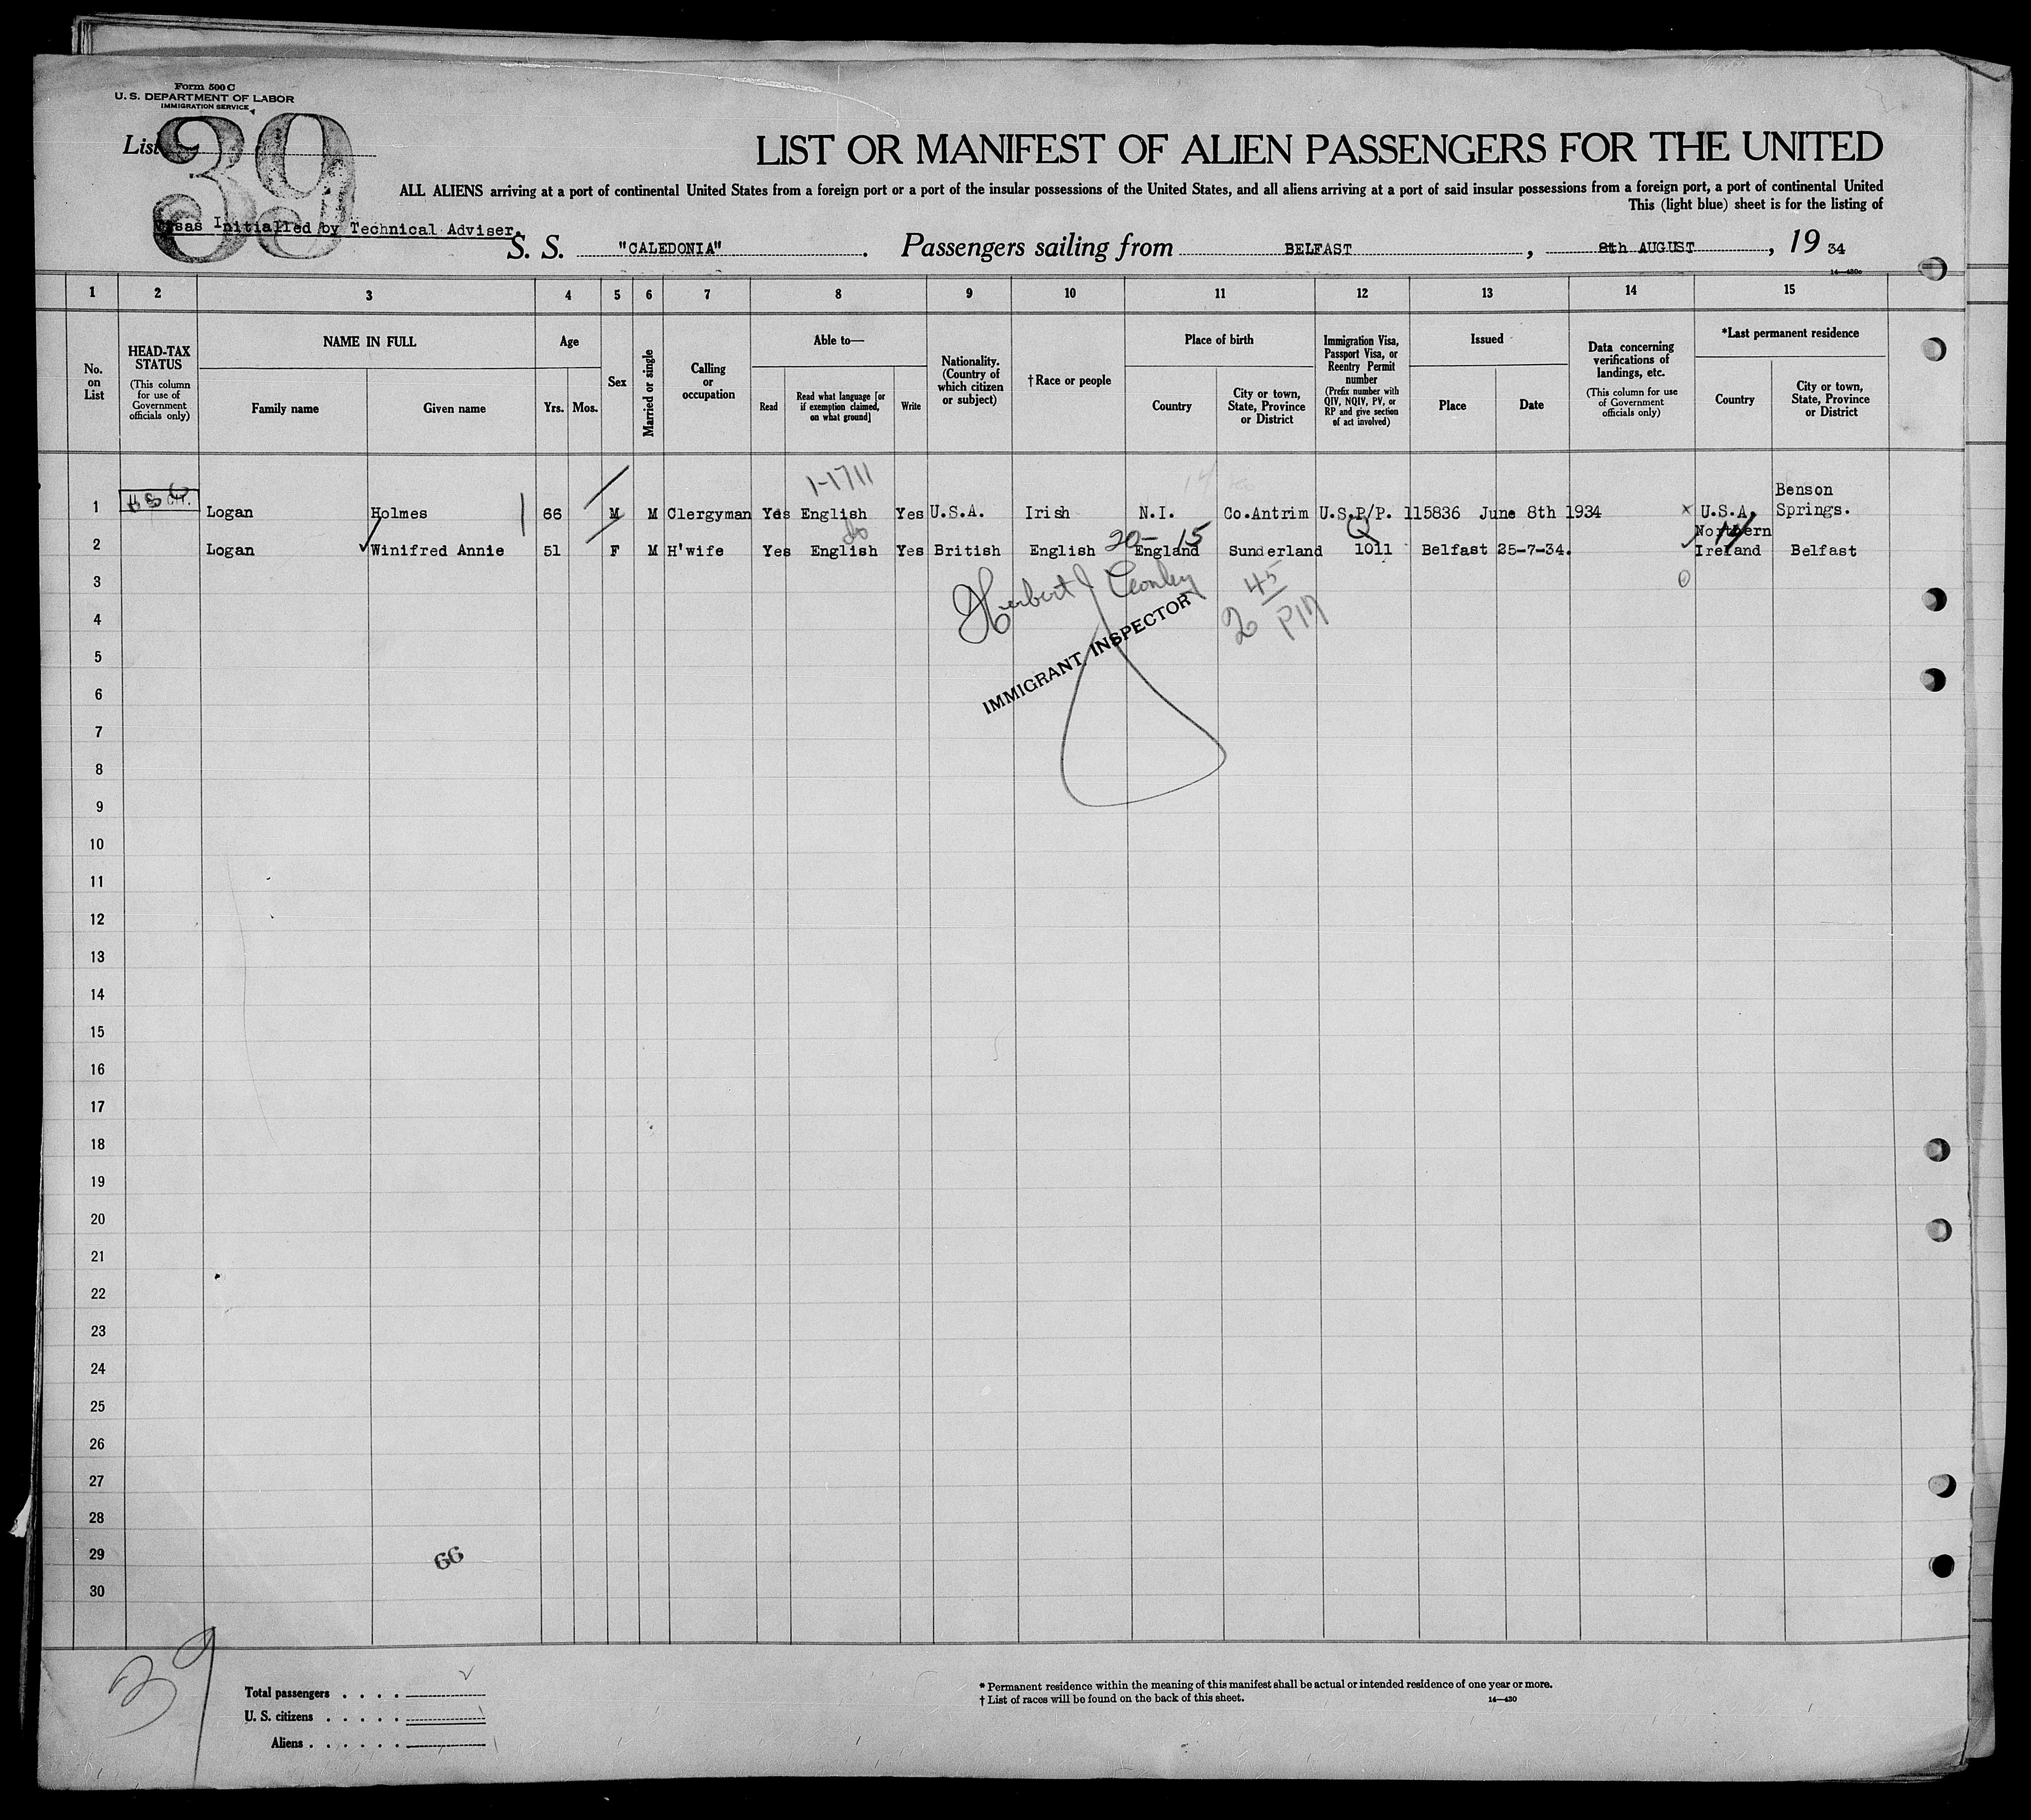 Form 500 C
U. S. DEPARTMENT OF LABOR
IMMIGRATION SERVICE
List 39
LIST OR MANIFEST OF ALIEN PASSENGERS FOR THE UNITED
ALL ALIENS arriving at a port of continental United States from a foreign port or a port of the insular possessions of the United States, and all aliens arriving at a port of said insular possessions from a foreign port, a port of continental United
This (light blue) sheet is for the listing of
Visas Initialled by Technical Adviser.
S. S. "CALEDONIA". Passengers sailing from BELFAST, 8th AUGUST, 19 34
14—430c
1 2 3 4 5 6 7 8 9 10 11 12 13 14 15
No. on List
HEAD-TAX STATUS (This column for use of Government officials only)
NAME IN FULL
Family name
Given name
Age
Yrs. Mos.
Sex
Married or single
Calling or occupation
Able to—
Read
Read what language [or if exemption claimed, on what ground]
Write
Nationality. (Country of which citizen or subject)
†Race or people
Place of birth
Country
City or town, State, Province or District
Immigration Visa, Passport Visa, or Reentry Permit number (Prefix number with QIV, NQIV, PV, or RP and give section of act involved)
Issued
Place
Date
Data concerning verifications of landings, etc. (This column for use of Government officials only)
*Last permanent residence
Country
City or town, State, Province or District
1-1711
1 Logan Holmes 66 M M Clergyman Yes English Yes U.S.A. Irish N.I. Co.Antrim U.S.P/P. 115836 June 8th 1934 x U.S.A. Benson Springs.
do
20- 15
Q
2 Logan Winifred Annie 51 F M H'wife Yes English Yes British English England Sunderland 1011 Belfast 25-7-34. Northern Ireland Belfast
3
4
5
6
7
8
9
10
11
12
13
14
15
16
17
18
19
20
21
22
23
24
25
26
27
28
29
30
Herbert J
IMMIGRANT INSPECTOR
2 45 PM
66
39
Total passengers . . . .
U. S. citizens . . . . .
Aliens . . . . . .
* Permanent residence within the meaning of this manifest shall be actual or intended residence of one year or more.
† List of races will be found on the back of this sheet.
14—430